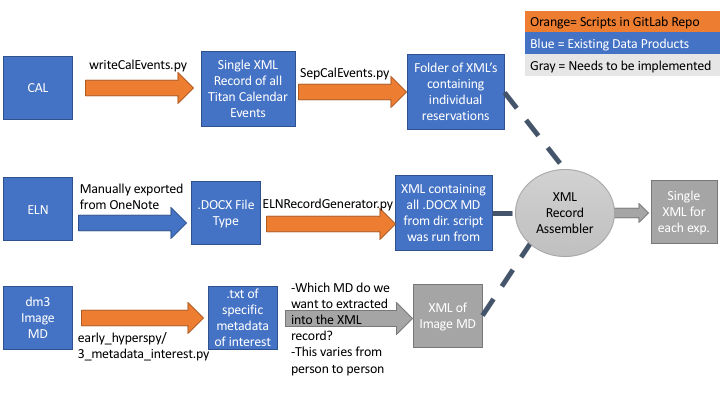 Orange= Scripts in GitLab Repo
Blue = Existing Data Products
Gray = Needs to be implemented
CAL
writeCalEvents.py
Single XML
Record of all
Titan Calendar
Events
SepCalEvents.py
Folder of XML's
containing
individual
reservations
ELN
Manually exported
from OneNote
.DOCX File
Type
ELNRecordGenerator.py
XML containing
all .DOCX MD
from dir. script
was run from
XML
Record
Assembler
Single
XML for
each exp.
dm3
Image
MD
early_hyperspy/
3_metadata_interest.py
.txt of
specific
metadata
of interest
-Which MD do we
want to extracted
into the XML
record?
-This varies from
person to person
XML of
Image MD